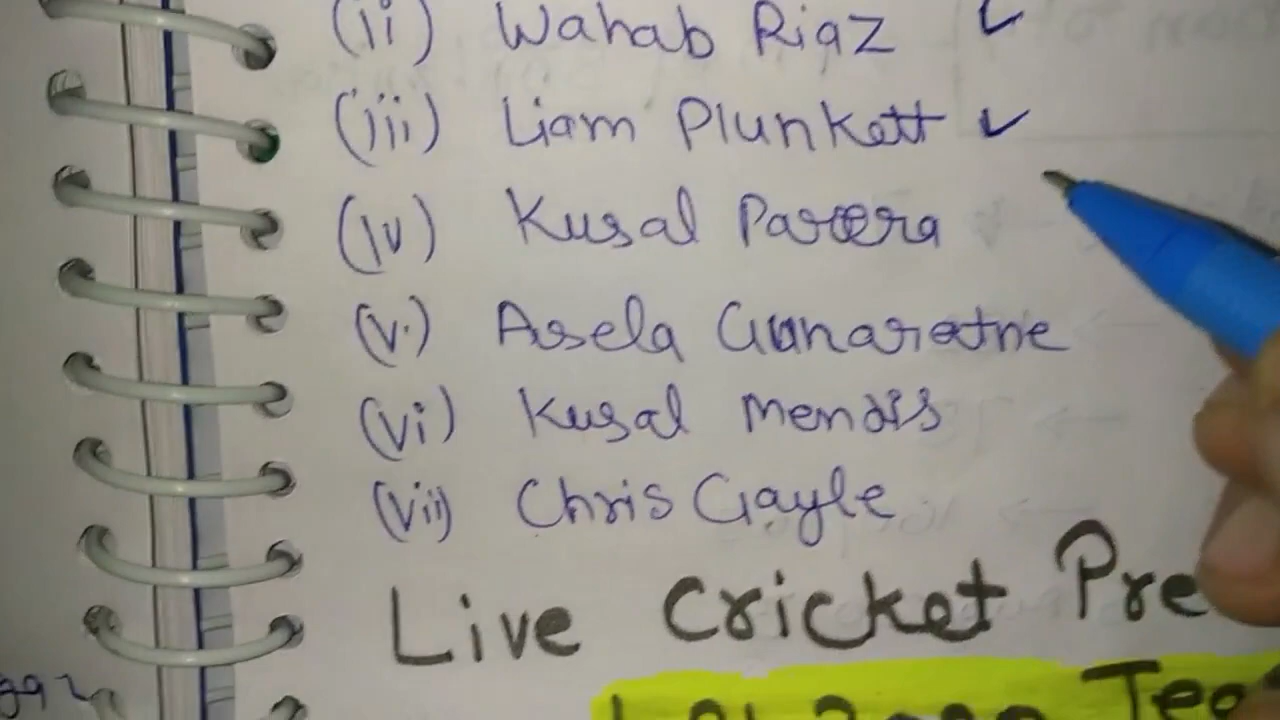 (ii) Wahab Riaz ✓
(iii) Liam Plunkett ✓
(iv) Kusal Parera
(v.) Asela Gunaratne
(vi) Kusal Mendis
(vii) Chris Gayle
Live Cricket Pre